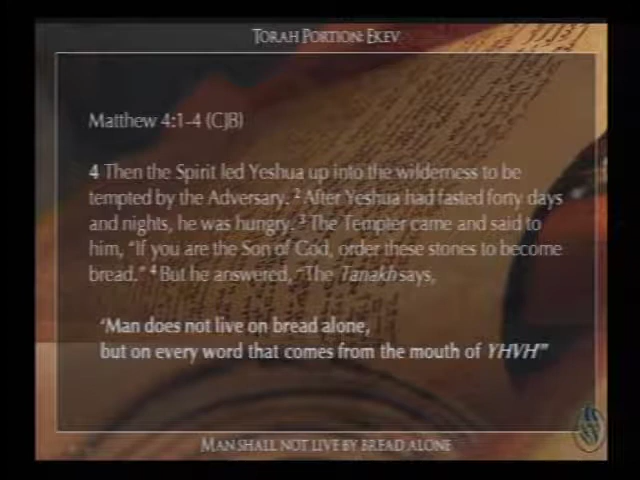 TORAH PORTION: EKEV
Matthew 4:1-4 (CJB)
4 Then the Spirit led Yeshua up into the wilderness to be
tempted by the Adversary. 2 After Yeshua had fasted forty days
and nights, he was hungry. 3 The Tempter came and said to
him, "If you are the Son of God, order these stones to become
bread." 4 But he answered, "The Tanakh says,
'Man does not live on bread alone,
but on every word that comes from the mouth of YHVH'"
MAN SHALL NOT LIVE BY BREAD ALONE